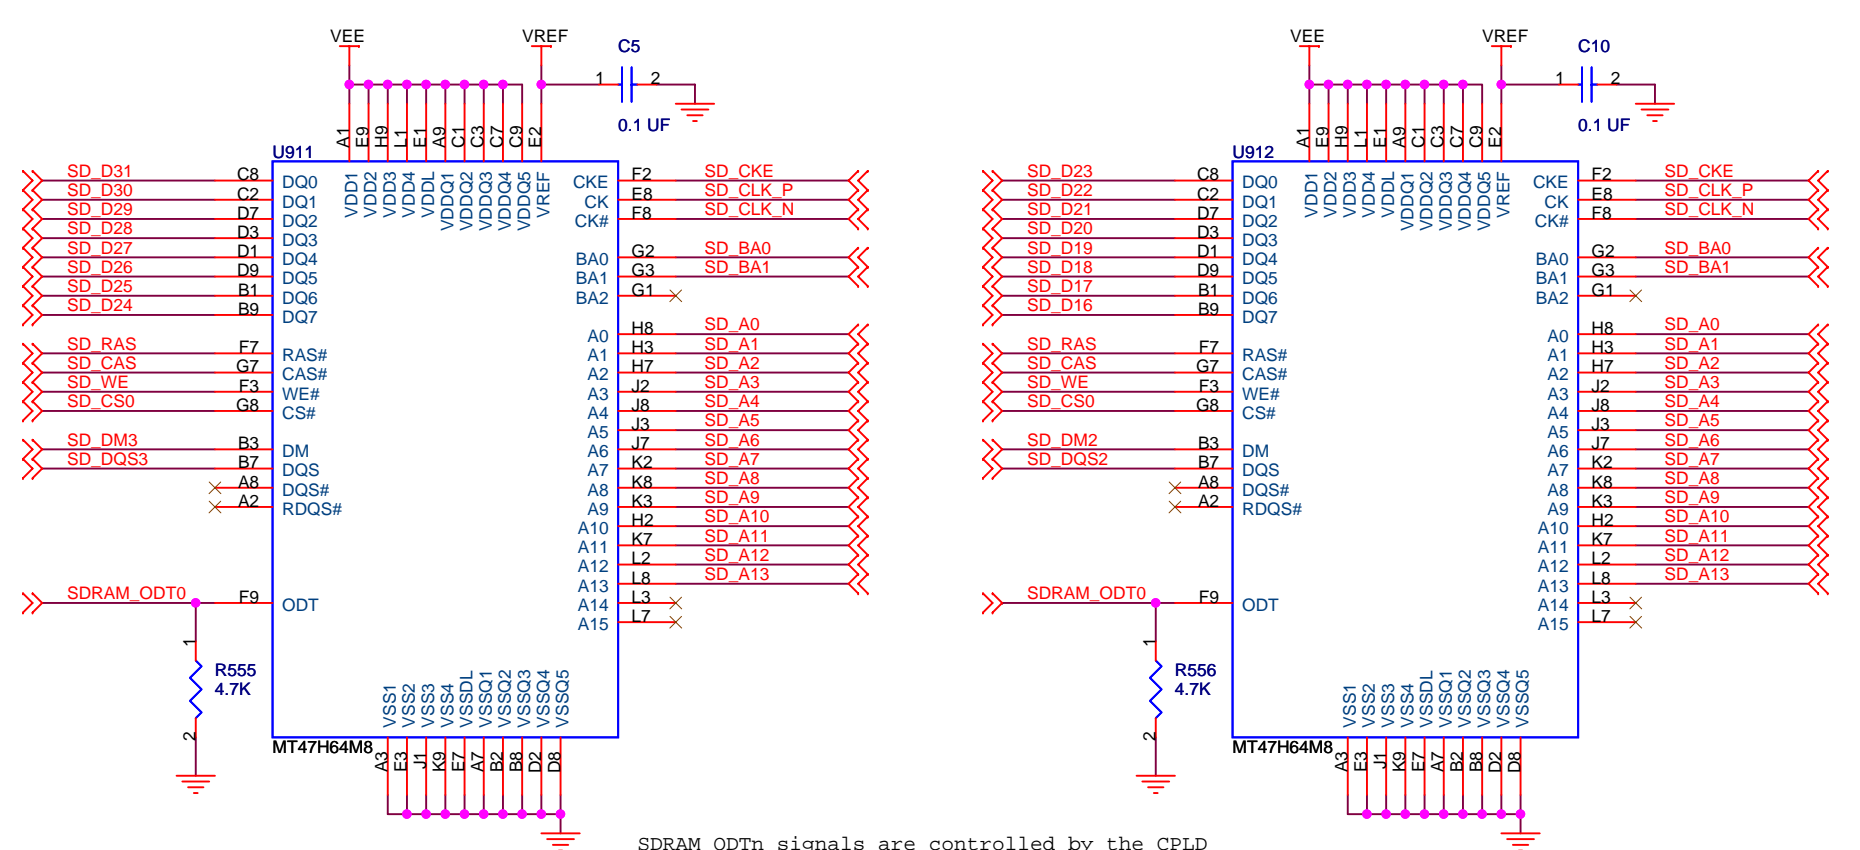 VEE VREF C5
1 2
0.1 UF
A1 E9 H9 L1 E1 A9 C1 C3 C7 C9 E2
U911
VDD1 VDD2 VDD3 VDD4 VDDL VDDQ1 VDDQ2 VDDQ3 VDDQ4 VDDQ5 VREF
SD_D31 C8 DQ0
SD_D30 C2 DQ1
SD_D29 D7 DQ2
SD_D28 D3 DQ3
SD_D27 D1 DQ4
SD_D26 D9 DQ5
SD_D25 B1 DQ6
SD_D24 B9 DQ7
SD_RAS F7 RAS#
SD_CAS G7 CAS#
SD_WE F3 WE#
SD_CS0 G8 CS#
SD_DM3 B3 DM
SD_DQS3 B7 DQS
A8 DQS#
A2 RDQS#
SDRAM_ODT0 F9 ODT
1
R555
4.7K
2
CKE F2 SD_CKE
CK E8 SD_CLK_P
CK# F8 SD_CLK_N
BA0 G2 SD_BA0
BA1 G3 SD_BA1
BA2 G1
A0 H8 SD_A0
A1 H3 SD_A1
A2 H7 SD_A2
A3 J2 SD_A3
A4 J8 SD_A4
A5 J3 SD_A5
A6 J7 SD_A6
A7 K2 SD_A7
A8 K8 SD_A8
A9 K3 SD_A9
A10 H2 SD_A10
A11 K7 SD_A11
A12 L2 SD_A12
A13 L8 SD_A13
A14 L3
A15 L7
VSS1 VSS2 VSS3 VSS4 VSSDL VSSQ1 VSSQ2 VSSQ3 VSSQ4 VSSQ5
MT47H64M8
A3 E3 J1 K9 E7 A7 B2 B8 D2 D8
VEE VREF C10
1 2
0.1 UF
A1 E9 H9 L1 E1 A9 C1 C3 C7 C9 E2
U912
VDD1 VDD2 VDD3 VDD4 VDDL VDDQ1 VDDQ2 VDDQ3 VDDQ4 VDDQ5 VREF
SD_D23 C8 DQ0
SD_D22 C2 DQ1
SD_D21 D7 DQ2
SD_D20 D3 DQ3
SD_D19 D1 DQ4
SD_D18 D9 DQ5
SD_D17 B1 DQ6
SD_D16 B9 DQ7
SD_RAS F7 RAS#
SD_CAS G7 CAS#
SD_WE F3 WE#
SD_CS0 G8 CS#
SD_DM2 B3 DM
SD_DQS2 B7 DQS
A8 DQS#
A2 RDQS#
SDRAM_ODT0 F9 ODT
1
R556
4.7K
2
CKE F2 SD_CKE
CK E8 SD_CLK_P
CK# F8 SD_CLK_N
BA0 G2 SD_BA0
BA1 G3 SD_BA1
BA2 G1
A0 H8 SD_A0
A1 H3 SD_A1
A2 H7 SD_A2
A3 J2 SD_A3
A4 J8 SD_A4
A5 J3 SD_A5
A6 J7 SD_A6
A7 K2 SD_A7
A8 K8 SD_A8
A9 K3 SD_A9
A10 H2 SD_A10
A11 K7 SD_A11
A12 L2 SD_A12
A13 L8 SD_A13
A14 L3
A15 L7
VSS1 VSS2 VSS3 VSS4 VSSDL VSSQ1 VSSQ2 VSSQ3 VSSQ4 VSSQ5
MT47H64M8
A3 E3 J1 K9 E7 A7 B2 B8 D2 D8
SDRAM ODTn signals are controlled by the CPLD